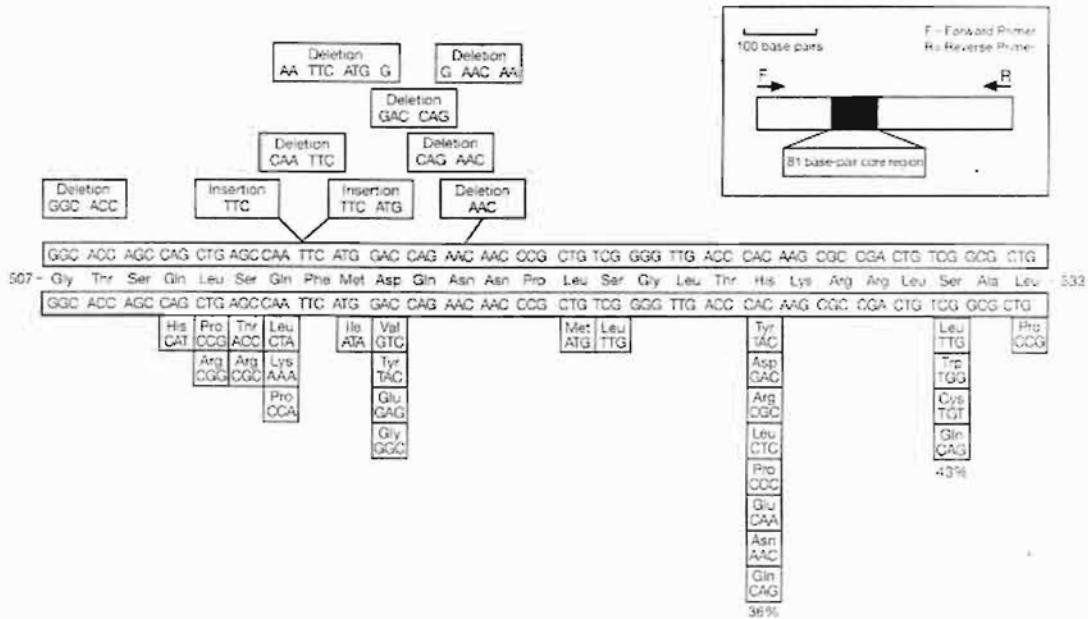 Deletion
AA TTC ATG G
Deletion
G AAC AA
Deletion
GAC CAG
Deletion
CAA TTC
Deletion
CAG AAC
Deletion
GGC ACC
Insertion
TTC
Insertion
TTC ATG
Deletion
AAC
100 base pairs
F – Forward Primer
R= Reverse Primer
F
R
81 base-pair core region
GGC ACC AGC CAG CTG AGC CAA TTC ATG GAC CAG AAC AAC CCG CTG TCG GGG TTG ACC CAC AAG CGC CGA CTG TCG GCG CTG
507 - Gly Thr Ser Gln Leu Ser Gln Phe Met Asp Gln Asn Asn Pro Leu Ser Gly Leu Thr His Lys Arg Arg Leu Ser Ala Leu - 533
GGC ACC AGC CAG CTG AGC CAA TTC ATG GAC CAG AAC AAC CCG CTG TCG GGG TTG ACC CAC AAG CGC CGA CTG TCG GCG CTG
His
CAT
Pro
CCG
Arg
CGG
Thr
ACC
Arg
CGC
Leu
CTA
Lys
AAA
Pro
CCA
Ile
ATA
Val
GTC
Tyr
TAC
Glu
GAG
Gly
GGC
Met
ATG
Leu
TTG
Tyr
TAC
Asp
GAC
Arg
CGC
Leu
CTC
Pro
CCC
Glu
CAA
Asn
AAC
Gln
CAG
36%
Leu
TTG
Trp
TGG
Cys
TGT
Gln
CAG
43%
Pro
CCG